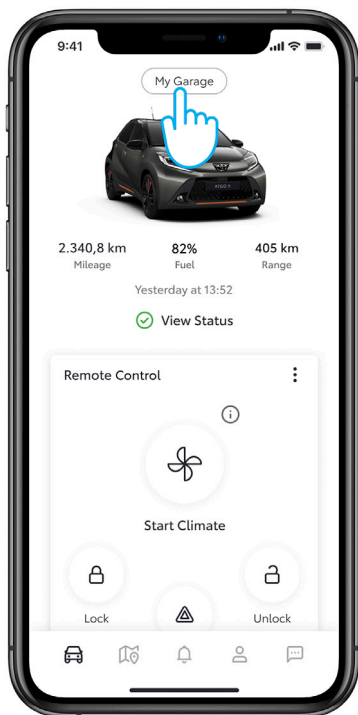 9:41
My Garage
AYGO X
2.340,8 km 82% 405 km
Mileage Fuel Range
Yesterday at 13:52
View Status
Remote Control
Start Climate
Lock Unlock